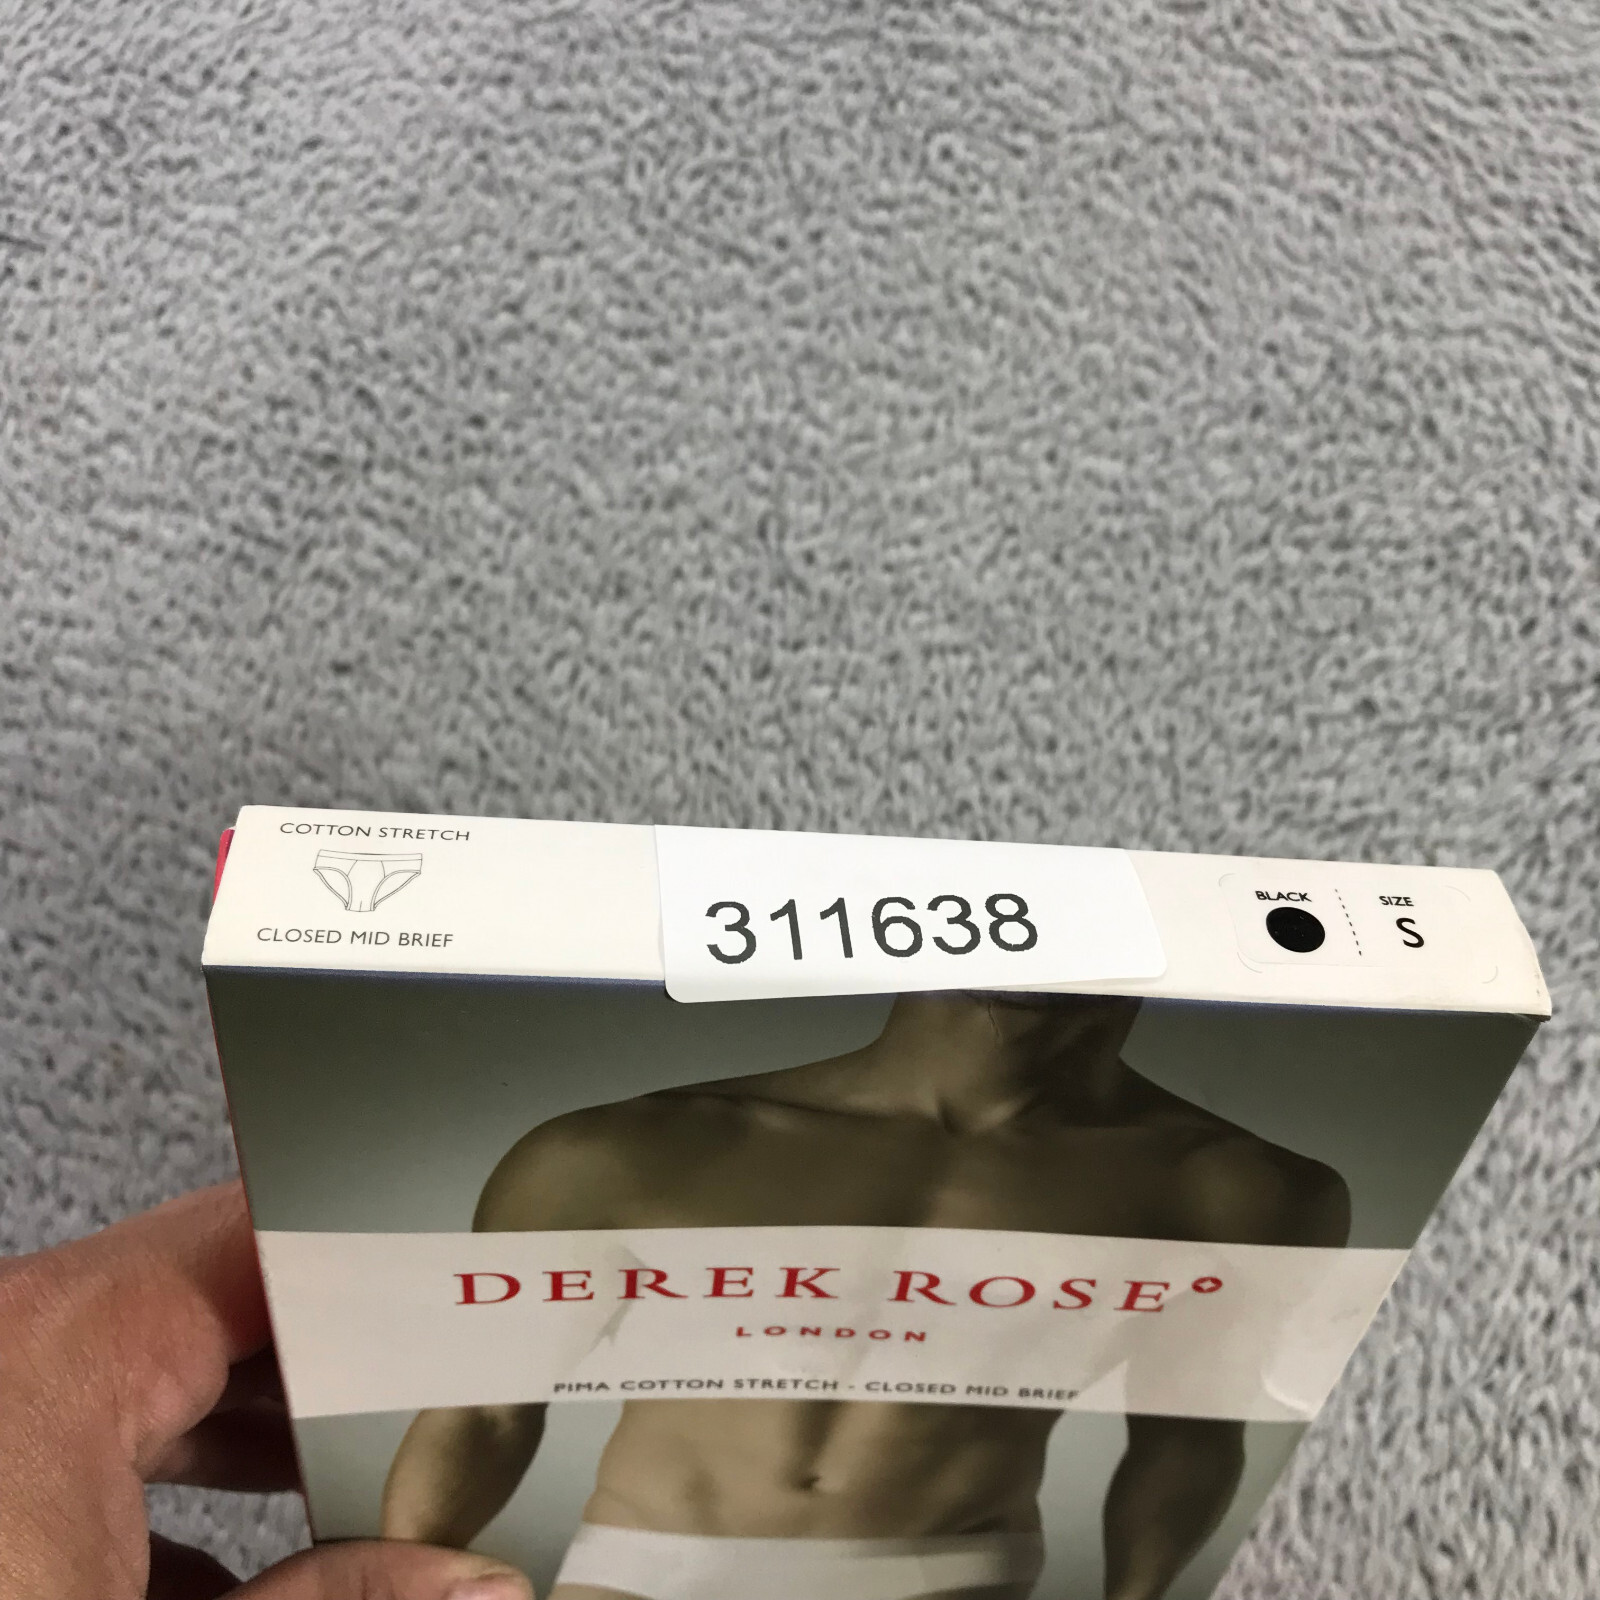 COTTON STRETCH
CLOSED MID BRIEF
311638
BLACK
SIZE
S
DEREK ROSE
LONDON
PIMA COTTON STRETCH - CLOSED MID BRIEF